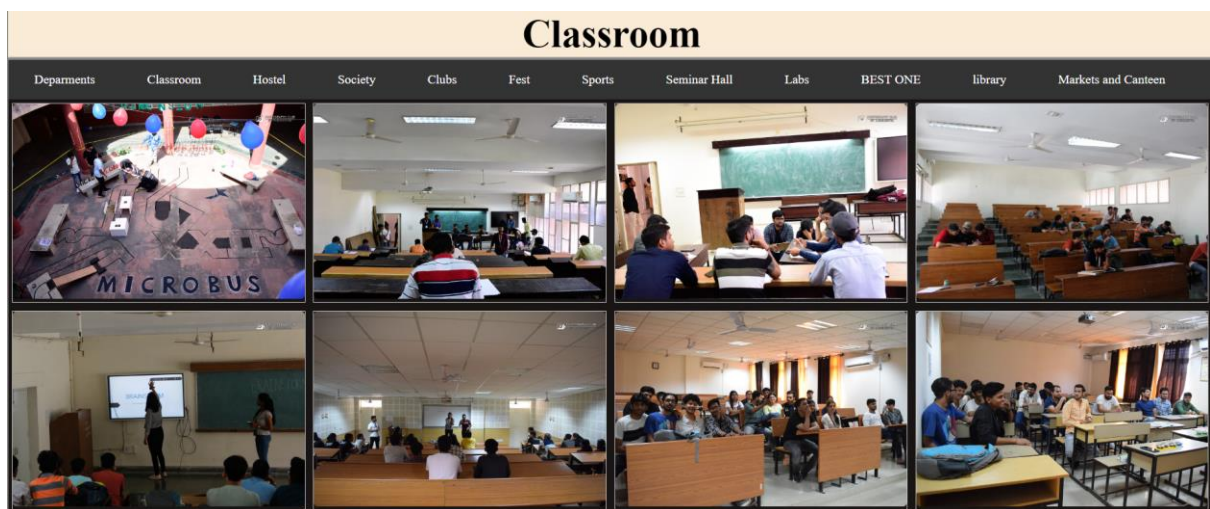 Classroom
Deparments Classroom Hostel Society Clubs Fest Sports Seminar Hall Labs BEST ONE library Markets and Canteen
MICROBUS